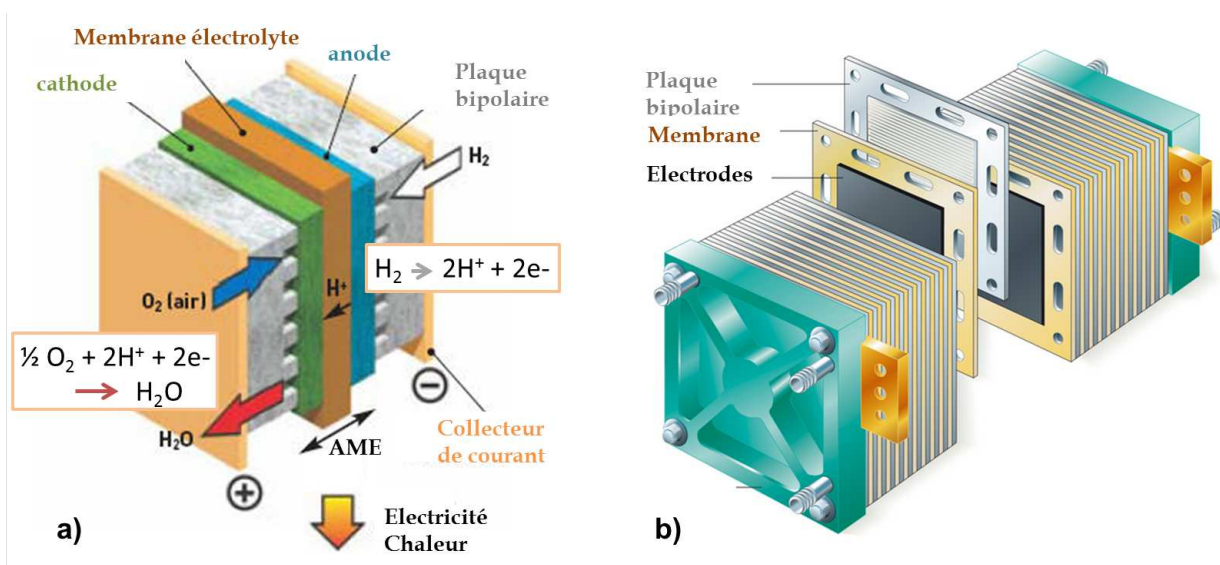 Membrane électrolyte
anode
cathode
Plaque
bipolaire
H₂
H₂ → 2H⁺ + 2e-
H⁺
O₂ (air)
½ O₂ + 2H⁺ + 2e-
→ H₂O
H₂O
AME
Collecteur
de courant
Electricité
Chaleur
a)
Plaque
bipolaire
Membrane
Electrodes
b)